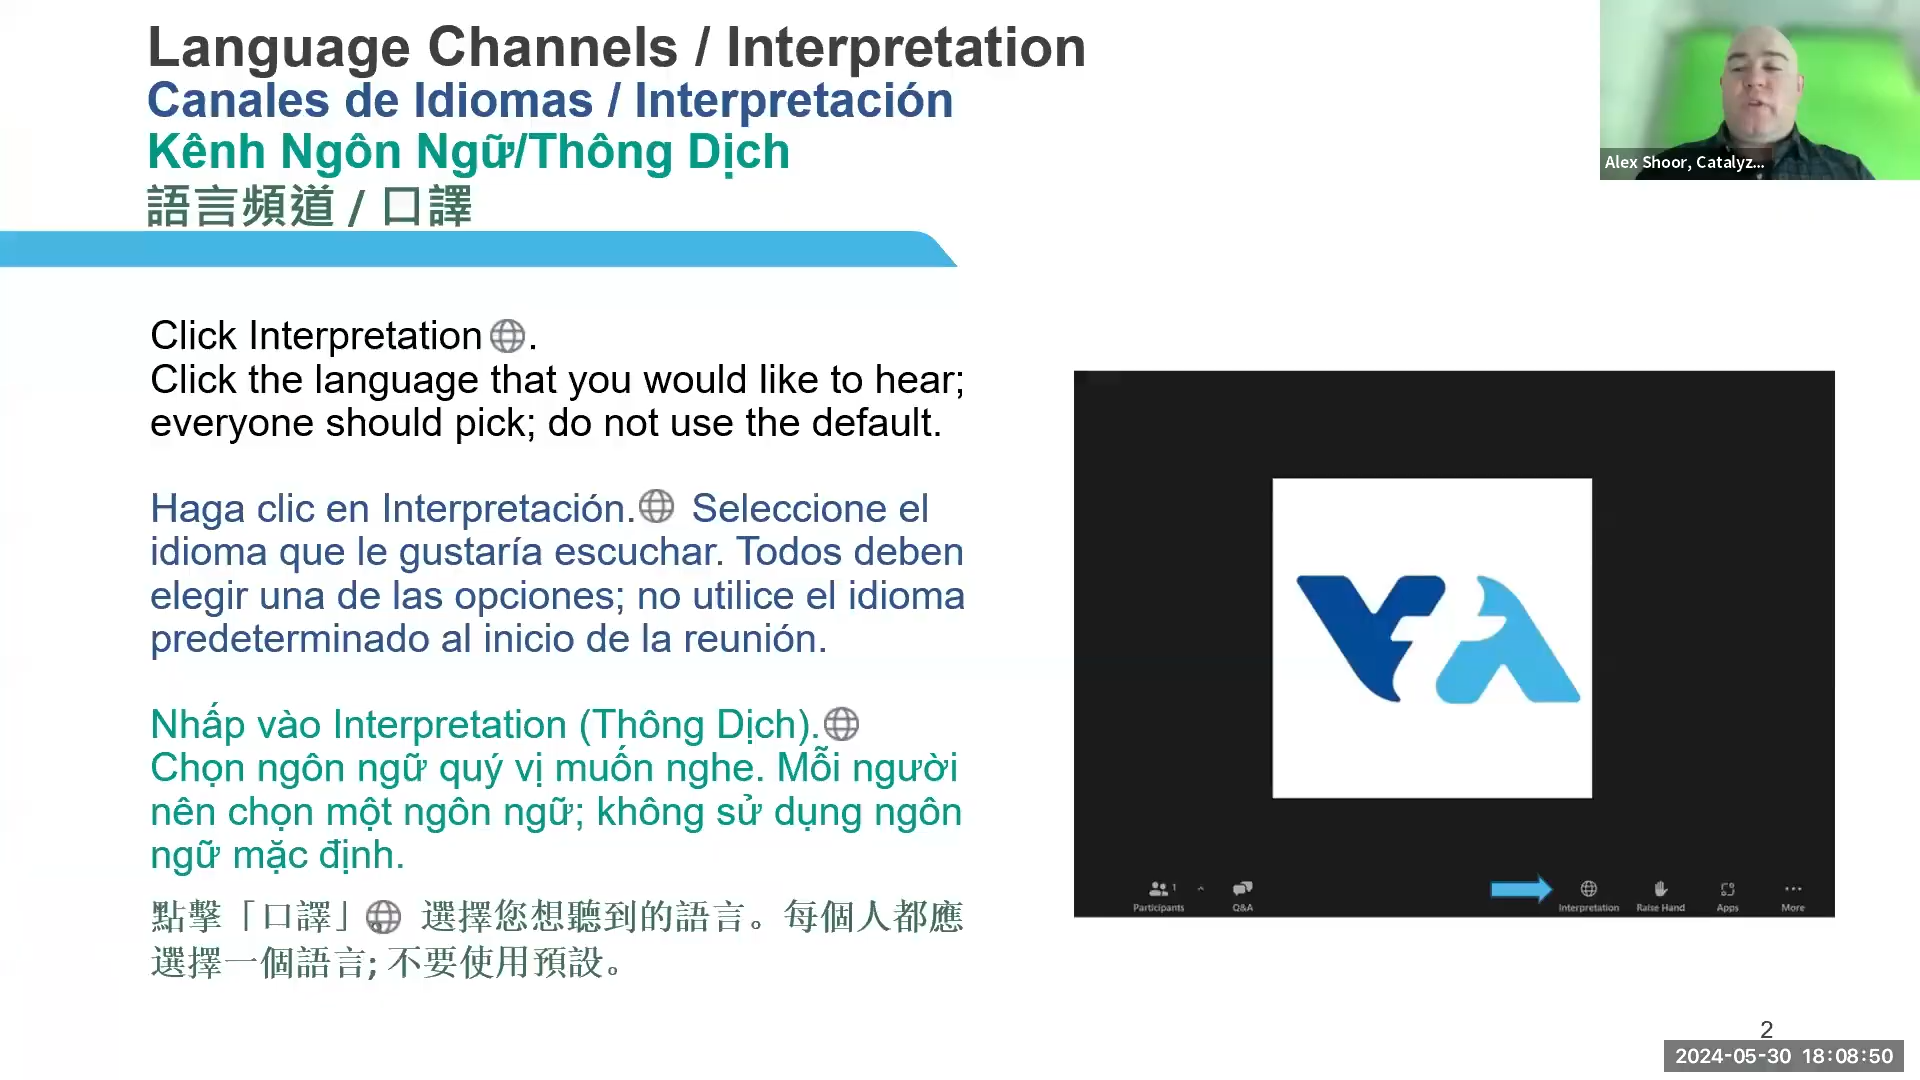 Language Channels / Interpretation
Canales de Idiomas / Interpretación
Kênh Ngôn Ngữ/Thông Dịch
語言頻道 / 口譯
Alex Shoor, Catalyz...
Click Interpretation.
Click the language that you would like to hear;
everyone should pick; do not use the default.
Haga clic en Interpretación. Seleccione el
idioma que le gustaría escuchar. Todos deben
elegir una de las opciones; no utilice el idioma
predeterminado al inicio de la reunión.
Nhấp vào Interpretation (Thông Dịch).
Chọn ngôn ngữ quý vị muốn nghe. Mỗi người
nên chọn một ngôn ngữ; không sử dụng ngôn
ngữ mặc định.
點擊「口譯」 選擇您想聽到的語言。每個人都應
選擇一個語言; 不要使用預設。
VTA
1
Participants Q&A Interpretation Raise Hand Apps More
2
2024-05-30 18:08:50